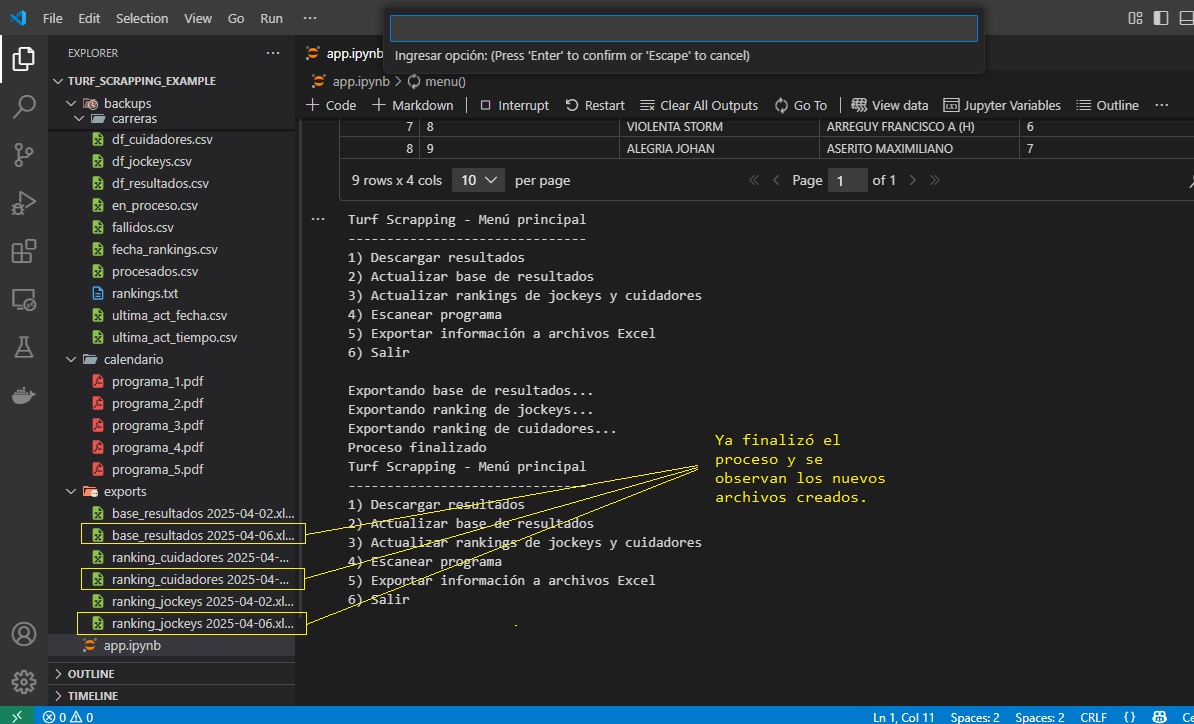 File Edit Selection View Go Run ···
Ingresar opción: (Press 'Enter' to confirm or 'Escape' to cancel)
EXPLORER ···
TURF_SCRAPPING_EXAMPLE
backups
carreras
df_cuidadores.csv
df_jockeys.csv
df_resultados.csv
en_proceso.csv
fallidos.csv
fecha_rankings.csv
procesados.csv
rankings.txt
ultima_act_fecha.csv
ultima_act_tiempo.csv
calendario
programa_1.pdf
programa_2.pdf
programa_3.pdf
programa_4.pdf
programa_5.pdf
exports
base_resultados 2025-04-02.xl...
base_resultados 2025-04-06.xl...
ranking_cuidadores 2025-04-...
ranking_cuidadores 2025-04-...
ranking_jockeys 2025-04-02.xl...
ranking_jockeys 2025-04-06.xl...
app.ipynb
OUTLINE
TIMELINE
app.ipynb
app.ipynb > menu()
+ Code + Markdown | Interrupt Restart Clear All Outputs Go To | View data Jupyter Variables Outline ···
7 8 VIOLENTA STORM ARREGUY FRANCISCO A (H) 6
8 9 ALEGRIA JOHAN ASERITO MAXIMILIANO 7
9 rows x 4 cols 10 per page << < Page 1 of 1 > >>
Turf Scrapping - Menú principal
-------------------------------
1) Descargar resultados
2) Actualizar base de resultados
3) Actualizar rankings de jockeys y cuidadores
4) Escanear programa
5) Exportar información a archivos Excel
6) Salir
Exportando base de resultados...
Exportando ranking de jockeys...
Exportando ranking de cuidadores...
Proceso finalizado
Turf Scrapping - Menú principal
-------------------------------
1) Descargar resultados
2) Actualizar base de resultados
3) Actualizar rankings de jockeys y cuidadores
4) Escanear programa
5) Exportar información a archivos Excel
6) Salir
Ya finalizó el
proceso y se
observan los nuevos
archivos creados.
0 0 Ln 1, Col 11 Spaces: 2 Spaces: 2 CRLF {} Ce